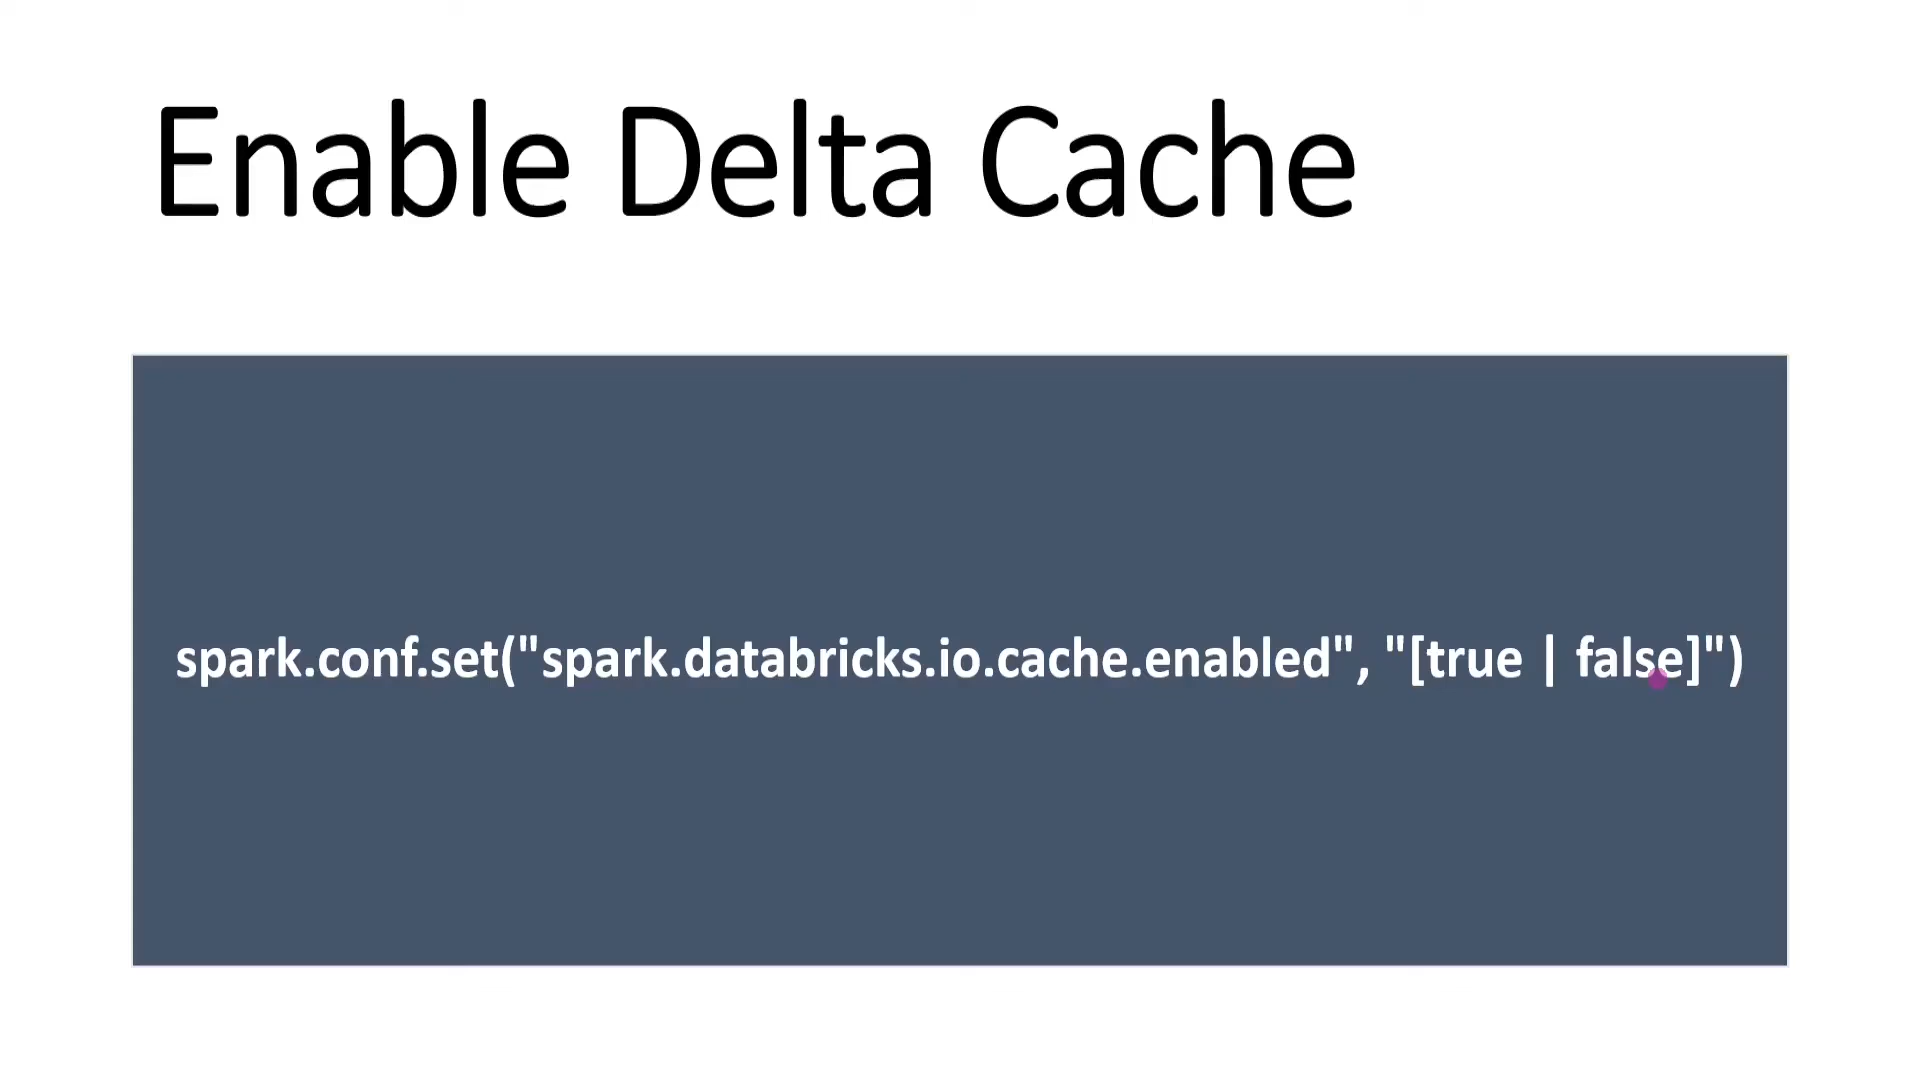 Enable Delta Cache
spark.conf.set("spark.databricks.io.cache.enabled", "[true | false]")